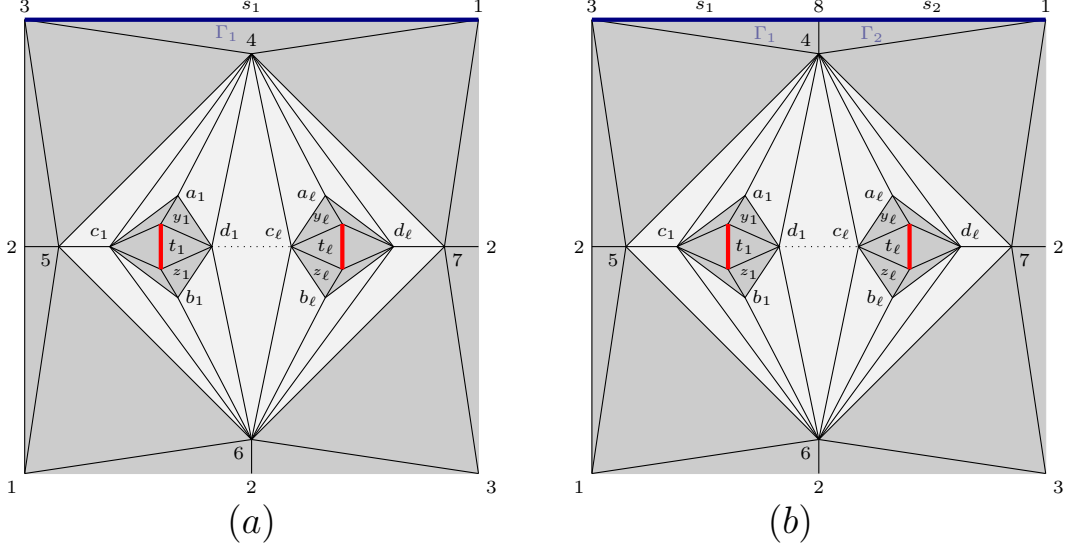 3 s₁ 1 3 s₁ 8 s₂ 1
Γ₁ Γ₁ Γ₂
4 4
a₁ aℓ a₁ aℓ
y₁ yℓ y₁ yℓ
c₁ d₁ cℓ dℓ c₁ d₁ cℓ dℓ
2 t₁ tℓ 2 2 t₁ tℓ 2
5 7 5 7
z₁ zℓ z₁ zℓ
b₁ bℓ b₁ bℓ
6 6
1 2 3 1 2 3
(a) (b)